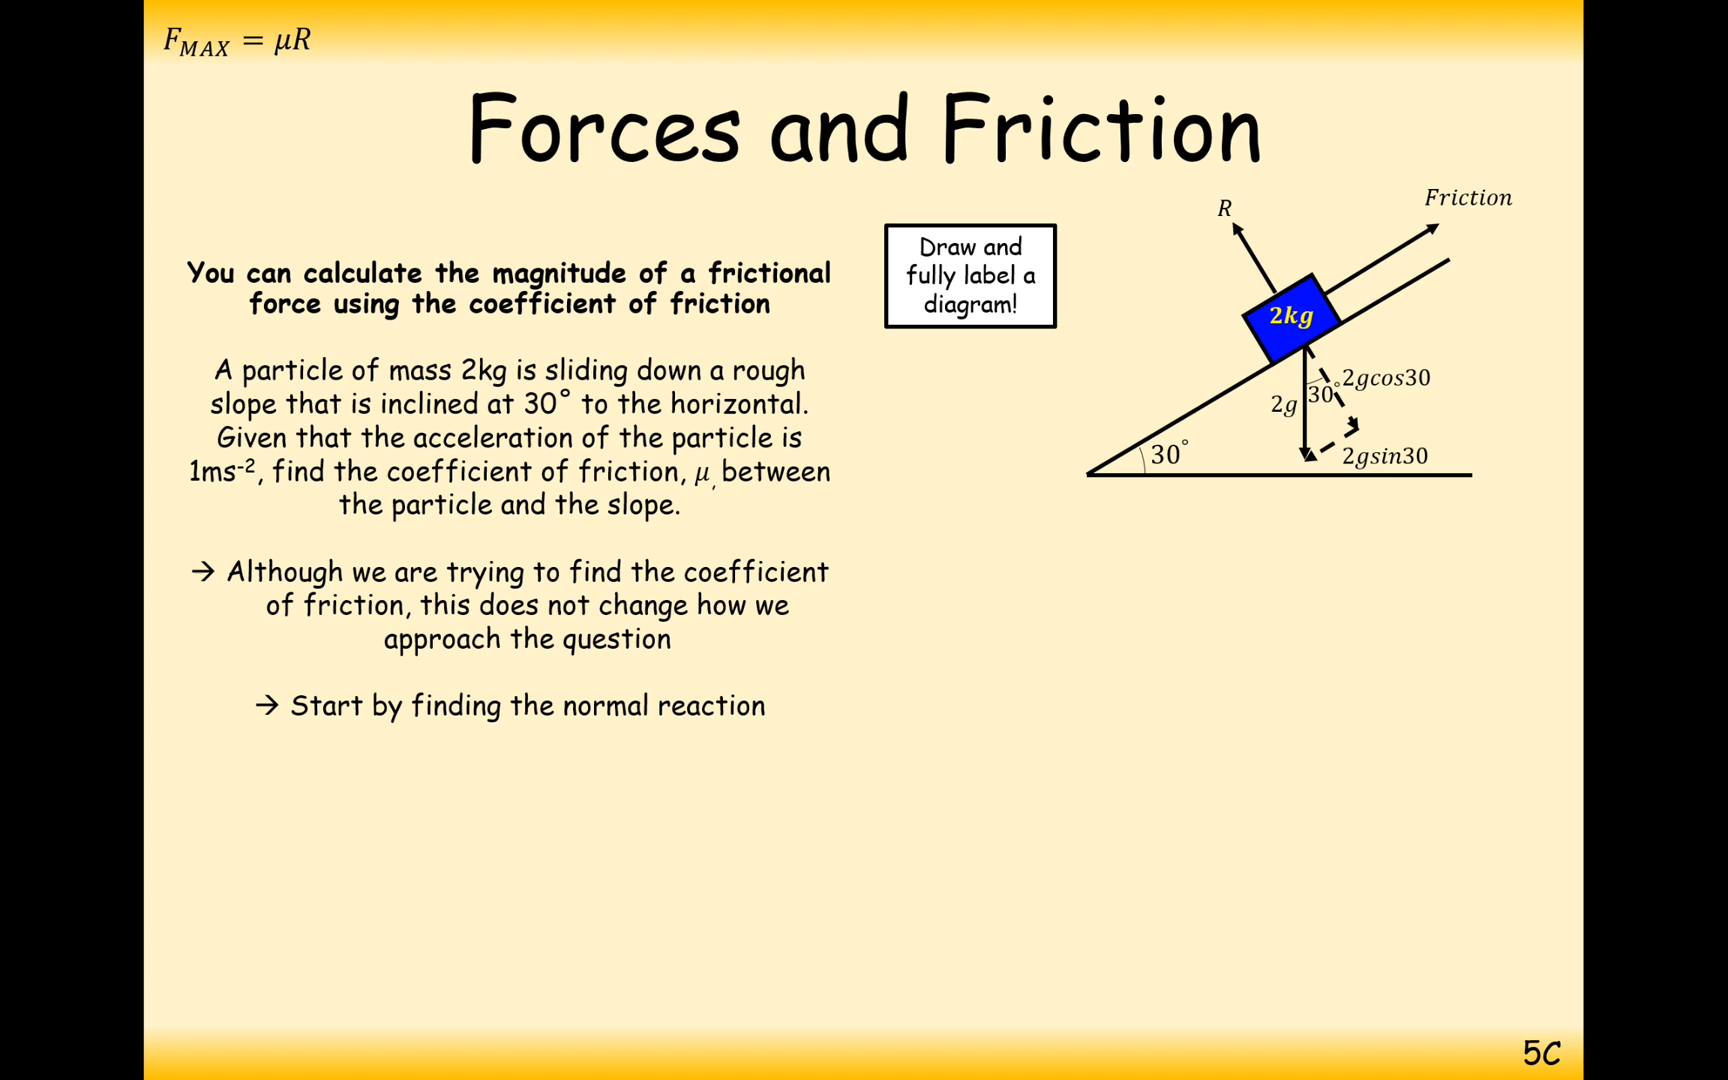 F_MAX = μR
Forces and Friction
You can calculate the magnitude of a frictional
force using the coefficient of friction
A particle of mass 2kg is sliding down a rough
slope that is inclined at 30˚ to the horizontal.
Given that the acceleration of the particle is
1ms⁻², find the coefficient of friction, μ, between
the particle and the slope.
→ Although we are trying to find the coefficient
of friction, this does not change how we
approach the question
→ Start by finding the normal reaction
Draw and
fully label a
diagram!
R
Friction
2kg
2gcos30
30°
2g
2gsin30
30°
5C